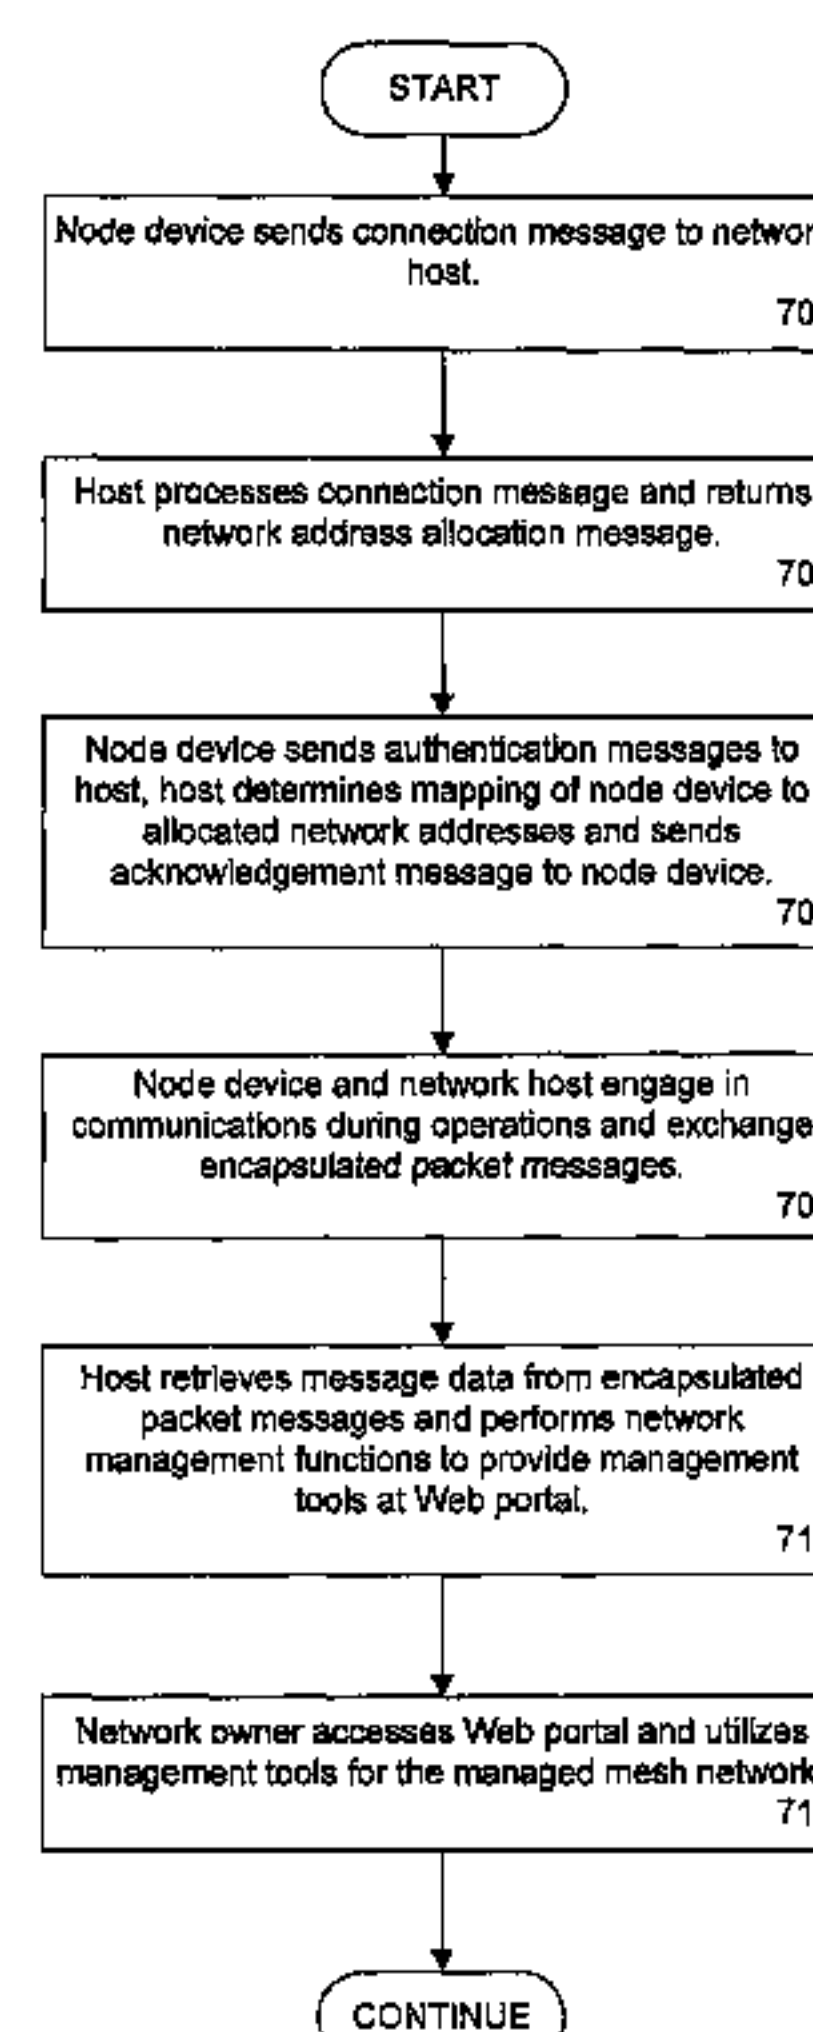 START
Node device sends connection message to networ
host.
70
Host processes connection message and returns
network address allocation message.
70
Node device sends authentication messages to
host, host determines mapping of node device to
allocated network addresses and sends
acknowledgement message to node device.
70
Node device and network host engage in
communications during operations and exchange
encapsulated packet messages.
70
Host retrieves message data from encapsulated
packet messages and performs network
management functions to provide management
tools at Web portal.
71
Network owner accesses Web portal and utilizes
management tools for the managed mesh network
71
CONTINUE